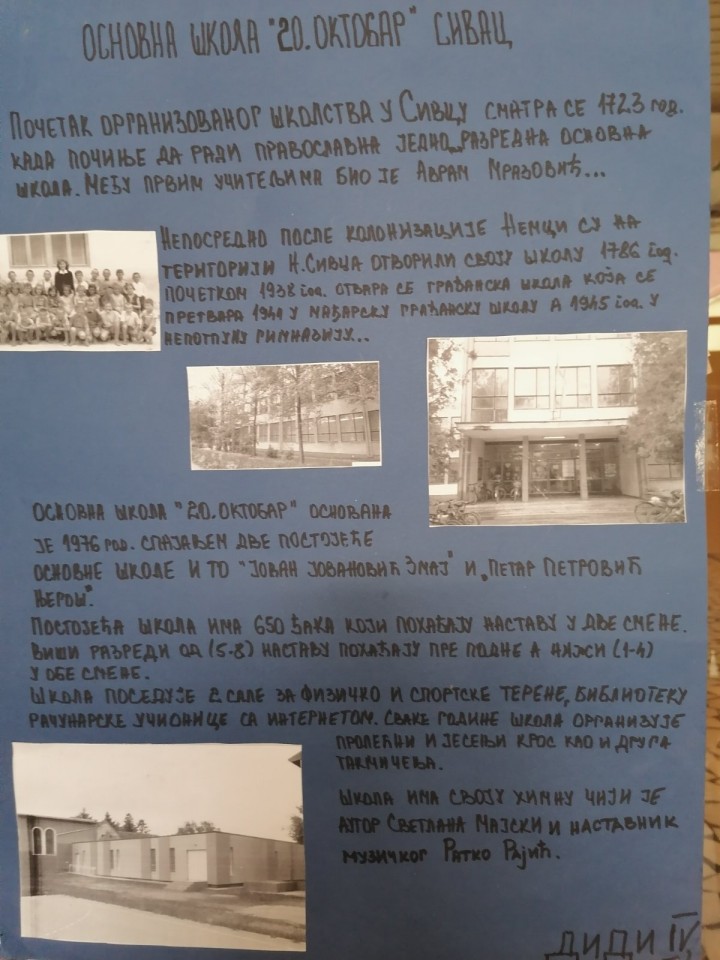 ОСНОВНА ШКОЛА "20. ОКТОБАР" СИВАЦ
ПОЧЕТАК ОРГАНИЗОВАНОГ ШКОЛСТВА У СИВЦУ СМАТРА СЕ 1723 ГОД.
КАДА ПОЧИЊЕ ДА РАДИ ПРАВОСЛАВНА ЈЕДНО РАЗРЕДНА ОСНОВНА
ШКОЛА. МЕЂУ ПРВИМ УЧИТЕЉИМА БИО ЈЕ АВРАМ МРАЗОВИЋ...
НЕПОСРЕДНО ПОСЛЕ КОЛОНИЗАЦИЈЕ НЕМЦИ СУ НА
ТЕРИТОРИЈИ Н. СИВЦА ОТВОРИЛИ СВОЈУ ШКОЛУ 1786 год.
ПОЧЕТКОМ 1938 год. ОТВАРА СЕ ГРАЂАНСКА ШКОЛА КОЈА СЕ
ПРЕТВАРА 1941 У МАЂАРСКУ ГРАЂАНСКУ ШКОЛУ А 1945 год. У
НЕПОТПУНУ ГИМНАЗИЈУ...
ОСНОВНА ШКОЛА "20. ОКТОБАР" ОСНОВАНА
ЈЕ 1976 ГОД. СПАЈАЊЕМ ДВЕ ПОСТОЈЕЋЕ
ОСНОВНЕ ШКОЛЕ И ТО "ЈОВАН ЈОВАНОВИЋ ЗМАЈ" И „ПЕТАР ПЕТРОВИЋ
ЊЕГОШ".
ПОСТОЈЕЋА ШКОЛА ИМА 650 ЂАКА КОЈИ ПОХАЂАЈУ НАСТАВУ У ДВЕ СМЕНЕ.
ВИШИ РАЗРЕДИ ОД (5-8) НАСТАВУ ПОХАЂАЈУ ПРЕ ПОДНЕ А НИЖИ (1-4)
У ОБЕ СМЕНЕ.
ШКОЛА ПОСЕДУЈЕ 2 САЛЕ ЗА ФИЗИЧКО И СПОРТСКЕ ТЕРЕНЕ, БИБЛИОТЕКУ
РАЧУНАРСКЕ УЧИОНИЦЕ СА ИНТЕРНЕТОМ. СВАКЕ ГОДИНЕ ШКОЛА ОРГАНИЗУЈЕ
ПРОЛЕЋНИ И ЈЕСЕЊИ КРОС КАО И ДРУГА
ТАКМИЧЕЊА.
ШКОЛА ИМА СВОЈУ ХИМНУ ЧИЈИ ЈЕ
АУТОР СВЕТЛАНА МАЈСКИ И НАСТАВНИК
МУЗИЧКОГ РАТКО РАЈИЋ.
ДИДИ IV